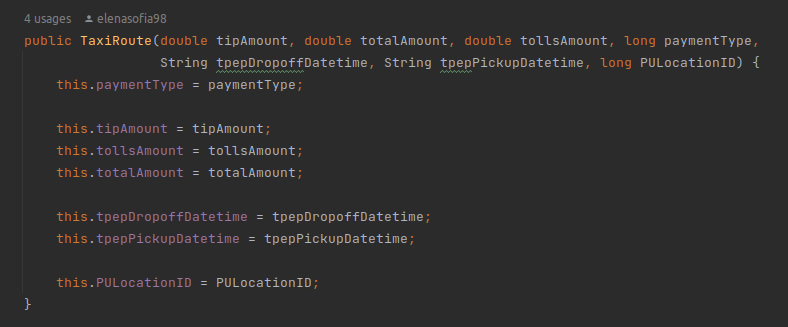 4 usages elenasofia98
public TaxiRoute(double tipAmount, double totalAmount, double tollsAmount, long paymentType,
String tpepDropoffDatetime, String tpepPickupDatetime, long PULocationID) {
this.paymentType = paymentType;
this.tipAmount = tipAmount;
this.tollsAmount = tollsAmount;
this.totalAmount = totalAmount;
this.tpepDropoffDatetime = tpepDropoffDatetime;
this.tpepPickupDatetime = tpepPickupDatetime;
this.PULocationID = PULocationID;
}